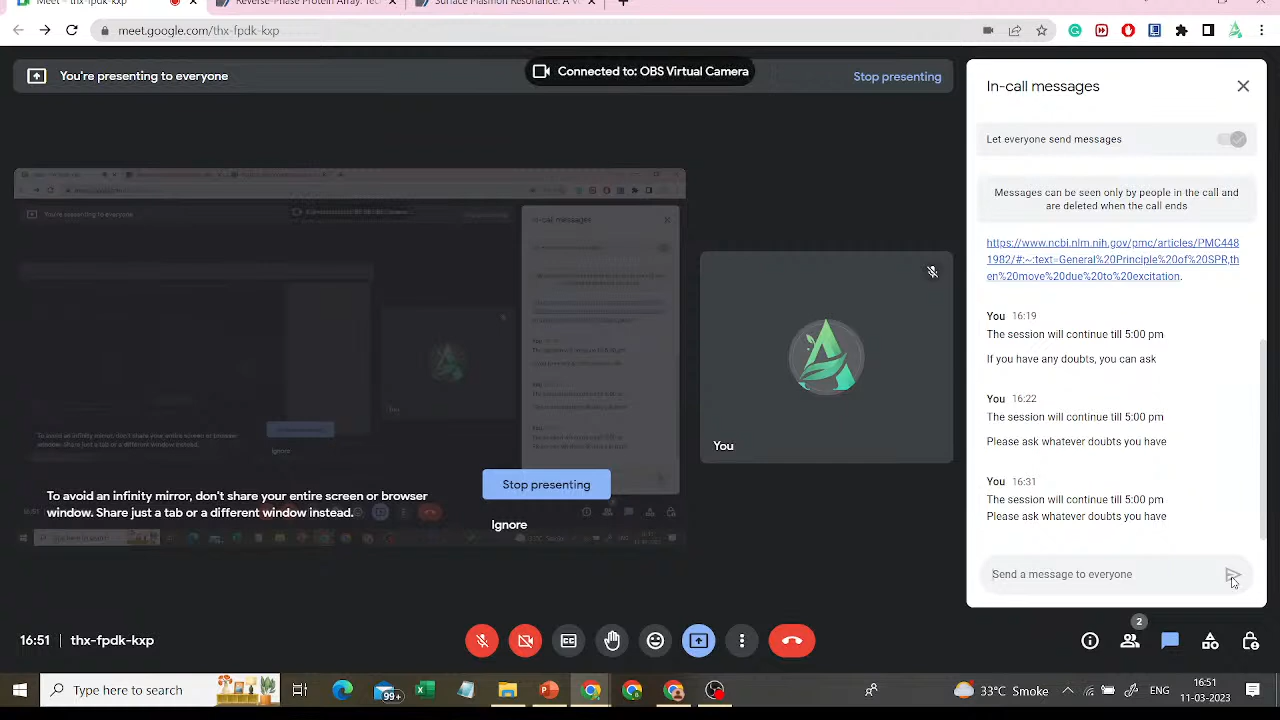 Meet - thx-fpdk-kxp
Reverse-Phase Protein Array: Tec
Surface Plasmon Resonance: A V
meet.google.com/thx-fpdk-kxp
You're presenting to everyone
Connected to: OBS Virtual Camera
Stop presenting
In-call messages
Let everyone send messages
Messages can be seen only by people in the call and
are deleted when the call ends
https://www.ncbi.nlm.nih.gov/pmc/articles/PMC448
1982/#:~:text=General%20Principle%20of%20SPR,th
en%20move%20due%20to%20excitation.
You 16:19
The session will continue till 5:00 pm
If you have any doubts, you can ask
You 16:22
The session will continue till 5:00 pm
Please ask whatever doubts you have
You 16:31
The session will continue till 5:00 pm
Please ask whatever doubts you have
Send a message to everyone
You
To avoid an infinity mirror, don't share your entire screen or browser
window. Share just a tab or a different window instead.
Stop presenting
Ignore
16:51 | thx-fpdk-kxp
2
Type here to search
99+
33°C Smoke
ENG
16:51
11-03-2023